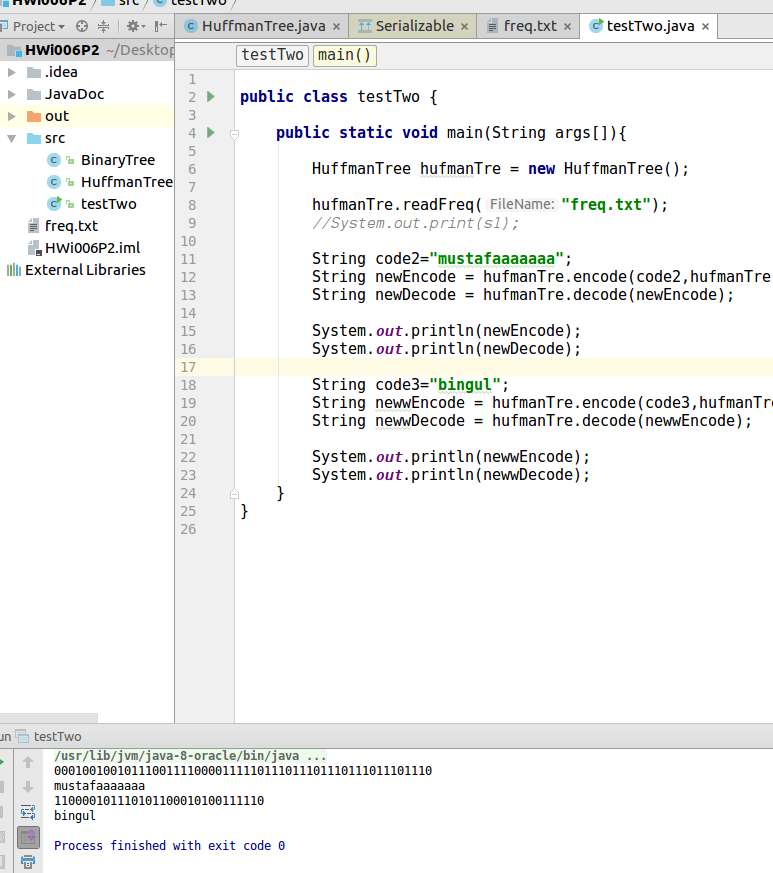 HWi006P2 src testTwo
Project HuffmanTree.java × Serializable × freq.txt × testTwo.java ×
HWi006P2 ~/Desktop
testTwo main()
.idea
JavaDoc
out
src
BinaryTree
HuffmanTree
testTwo
freq.txt
HWi006P2.iml
External Libraries
1
2 public class testTwo {
3
4 public static void main(String args[]){
5
6 HuffmanTree hufmanTre = new HuffmanTree();
7
8 hufmanTre.readFreq( FileName: "freq.txt");
9 //System.out.print(s1);
10
11 String code2="mustafaaaaaaa";
12 String newEncode = hufmanTre.encode(code2,hufmanTre
13 String newDecode = hufmanTre.decode(newEncode);
14
15 System.out.println(newEncode);
16 System.out.println(newDecode);
17
18 String code3="bingul";
19 String newwEncode = hufmanTre.encode(code3,hufmanTre
20 String newwDecode = hufmanTre.decode(newwEncode);
21
22 System.out.println(newwEncode);
23 System.out.println(newwDecode);
24 }
25 }
26
testTwo
/usr/lib/jvm/java-8-oracle/bin/java ...
mustafaaaaaaa
110000101110101100010100111110
bingul
Process finished with exit code 0